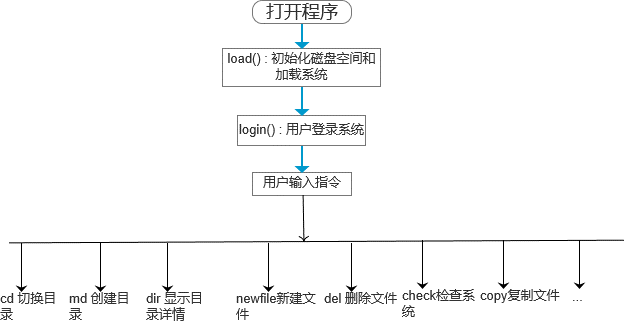 打开程序
load() : 初始化磁盘空间和
加载系统
login() : 用户登录系统
用户输入指令
cd 切换目
录
md 创建目
录
dir 显示目
录详情
newfile新建文
件
del 删除文件
check检查系
统
copy复制文件
...